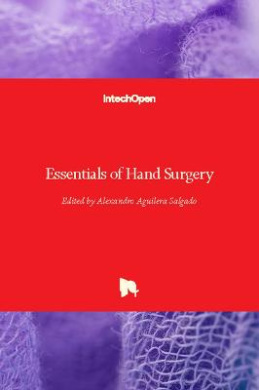 IntechOpen
Essentials of Hand Surgery
Edited by Alexandro Aguilera Salgado